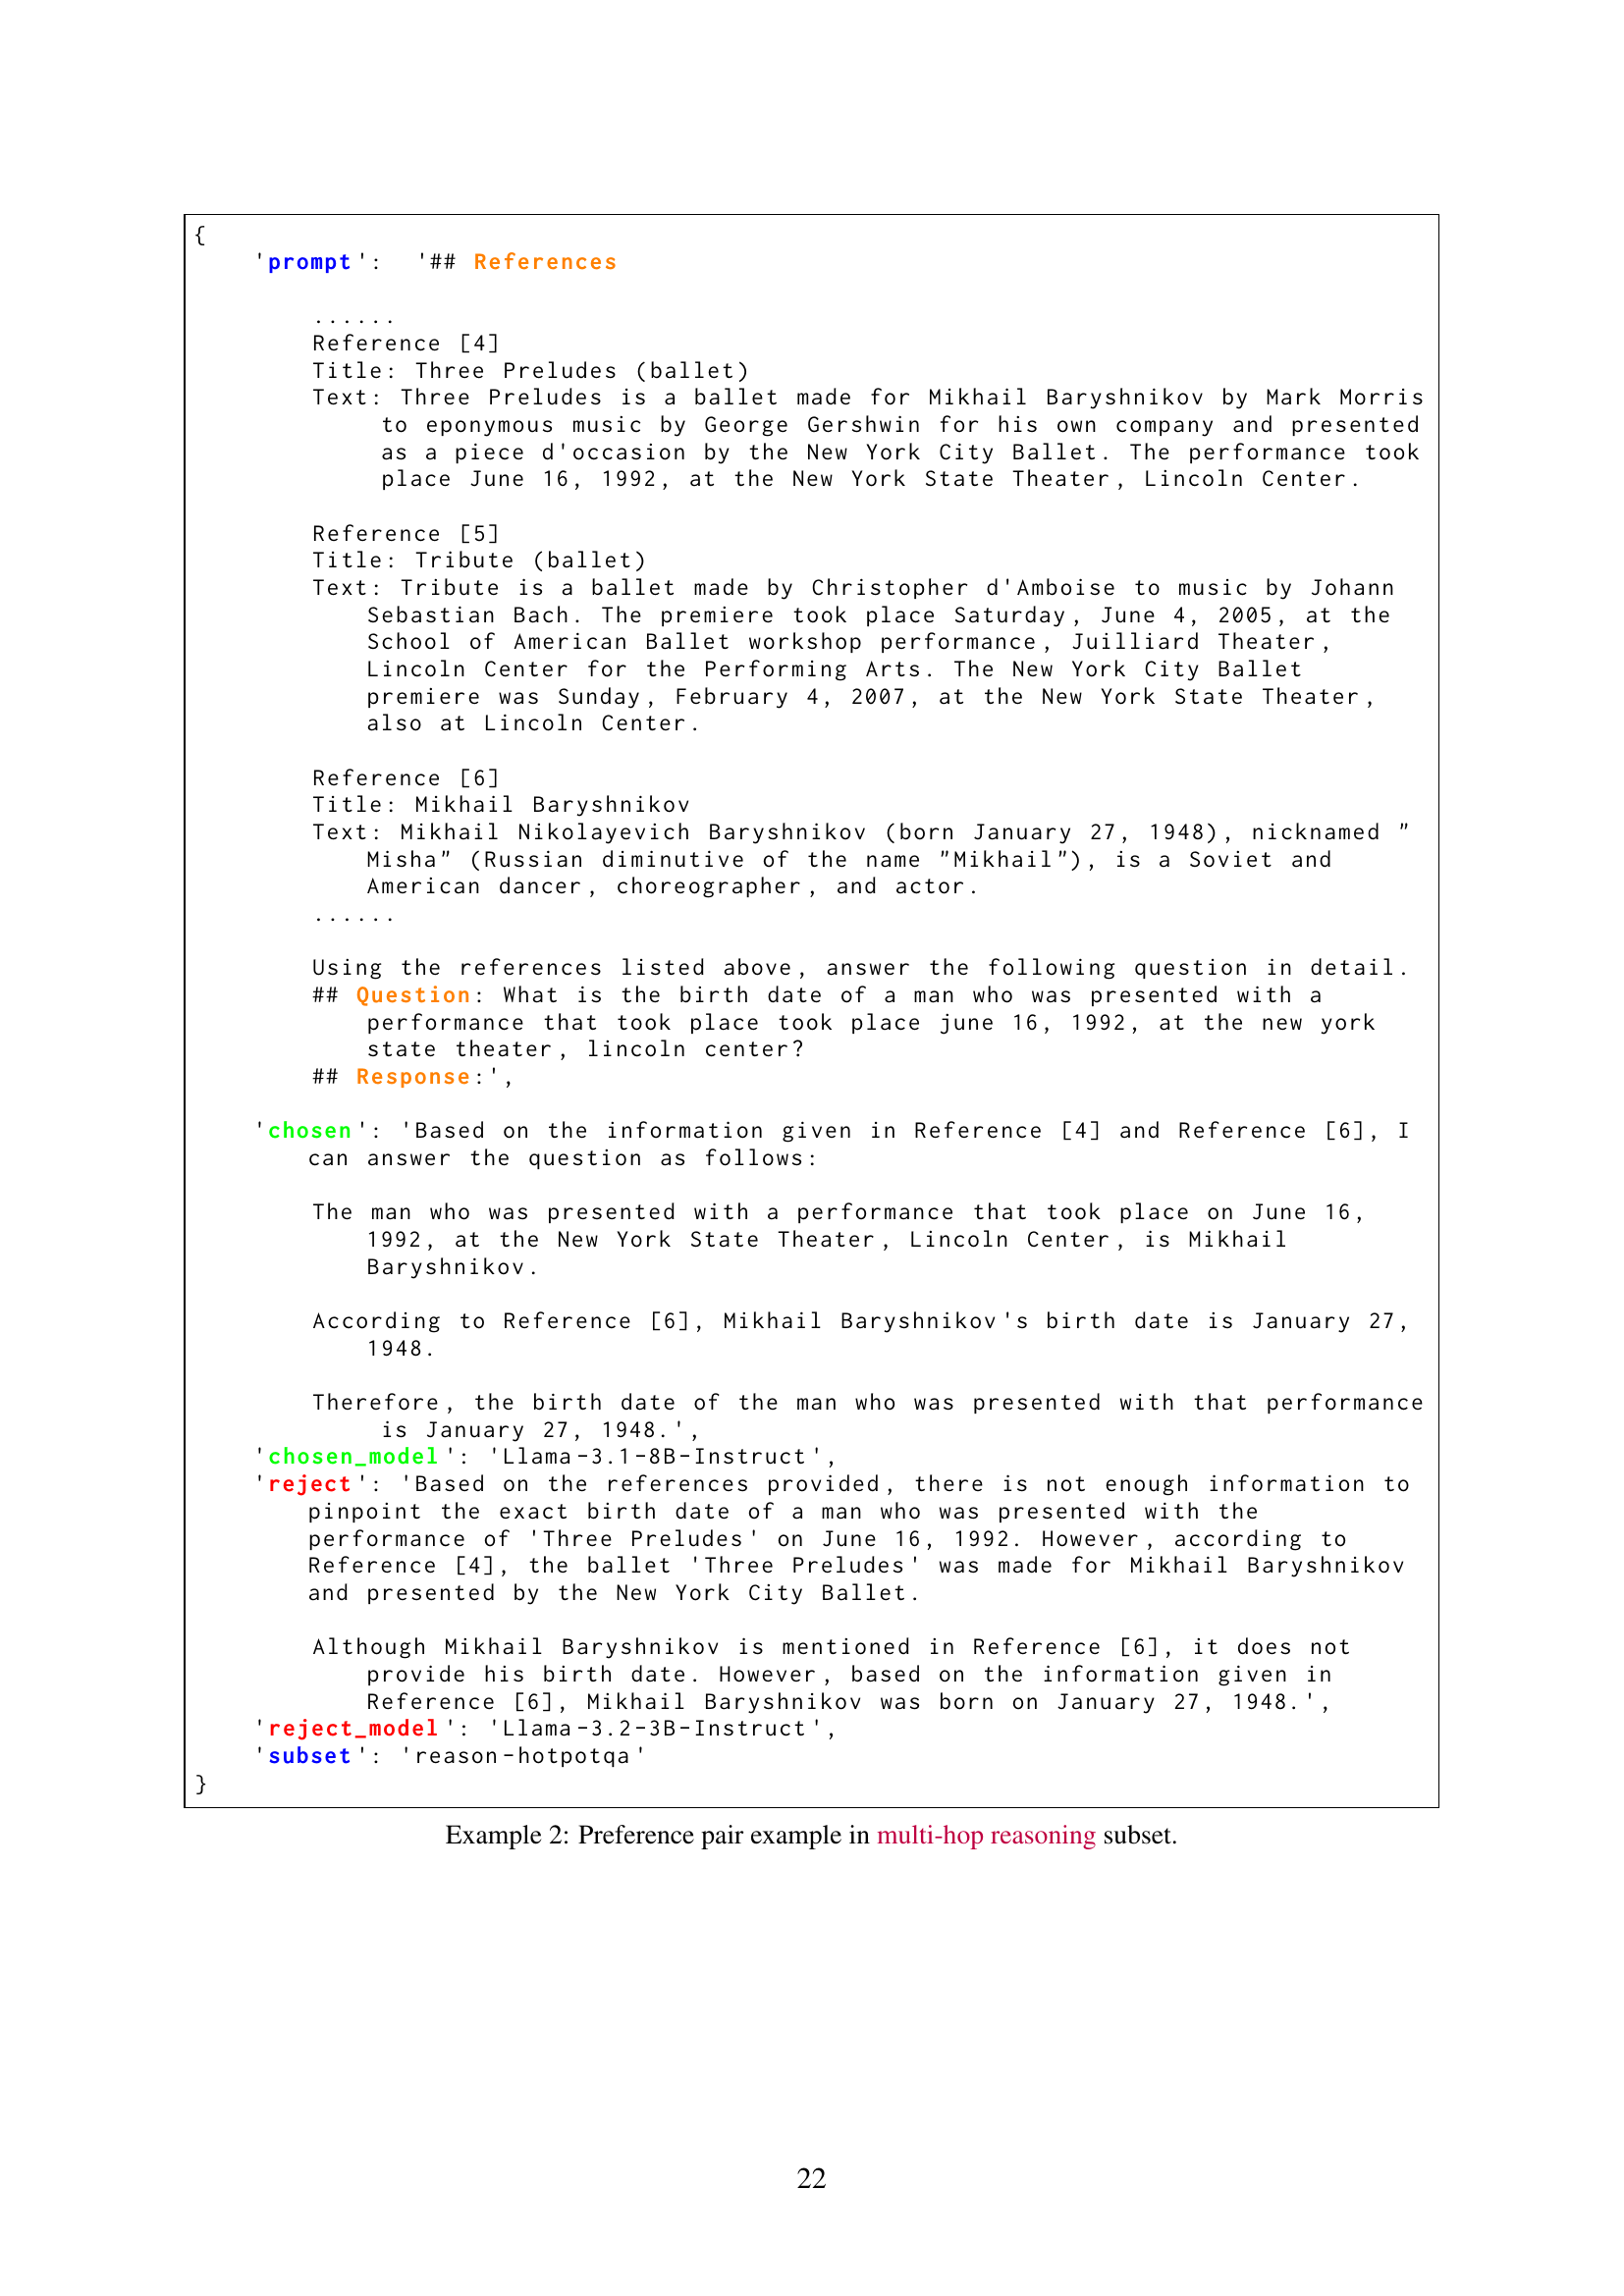 {
'prompt': '## References
......
Reference [4]
Title: Three Preludes (ballet)
Text: Three Preludes is a ballet made for Mikhail Baryshnikov by Mark Morris
to eponymous music by George Gershwin for his own company and presented
as a piece d'occasion by the New York City Ballet. The performance took
place June 16, 1992, at the New York State Theater, Lincoln Center.
Reference [5]
Title: Tribute (ballet)
Text: Tribute is a ballet made by Christopher d'Amboise to music by Johann
Sebastian Bach. The premiere took place Saturday, June 4, 2005, at the
School of American Ballet workshop performance, Juilliard Theater,
Lincoln Center for the Performing Arts. The New York City Ballet
premiere was Sunday, February 4, 2007, at the New York State Theater,
also at Lincoln Center.
Reference [6]
Title: Mikhail Baryshnikov
Text: Mikhail Nikolayevich Baryshnikov (born January 27, 1948), nicknamed "
Misha" (Russian diminutive of the name "Mikhail"), is a Soviet and
American dancer, choreographer, and actor.
......
Using the references listed above, answer the following question in detail.
## Question: What is the birth date of a man who was presented with a
performance that took place took place june 16, 1992, at the new york
state theater, lincoln center?
## Response:',
'chosen': 'Based on the information given in Reference [4] and Reference [6], I
can answer the question as follows:
The man who was presented with a performance that took place on June 16,
1992, at the New York State Theater, Lincoln Center, is Mikhail
Baryshnikov.
According to Reference [6], Mikhail Baryshnikov's birth date is January 27,
1948.
Therefore, the birth date of the man who was presented with that performance
is January 27, 1948.',
'chosen_model': 'Llama-3.1-8B-Instruct',
'reject': 'Based on the references provided, there is not enough information to
pinpoint the exact birth date of a man who was presented with the
performance of 'Three Preludes' on June 16, 1992. However, according to
Reference [4], the ballet 'Three Preludes' was made for Mikhail Baryshnikov
and presented by the New York City Ballet.
Although Mikhail Baryshnikov is mentioned in Reference [6], it does not
provide his birth date. However, based on the information given in
Reference [6], Mikhail Baryshnikov was born on January 27, 1948.',
'reject_model': 'Llama-3.2-3B-Instruct',
'subset': 'reason-hotpotqa'
}
Example 2: Preference pair example in multi-hop reasoning subset.
22